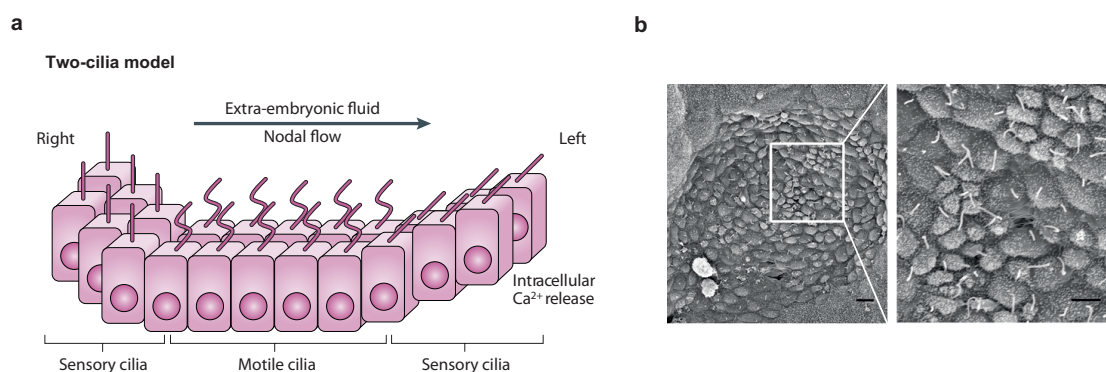 a
Two-cilia model
Extra-embryonic fluid
Nodal flow
Right
Left
Intracellular
Ca²⁺ release
Sensory cilia
Motile cilia
Sensory cilia
b